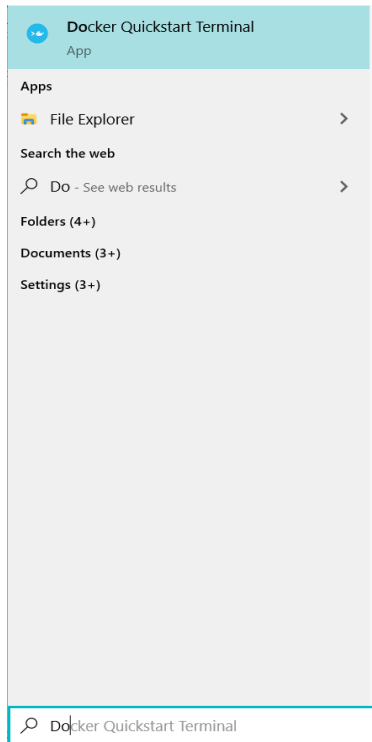 Docker Quickstart Terminal
App
Apps
File Explorer
Search the web
Do - See web results
Folders (4+)
Documents (3+)
Settings (3+)
Docker Quickstart Terminal